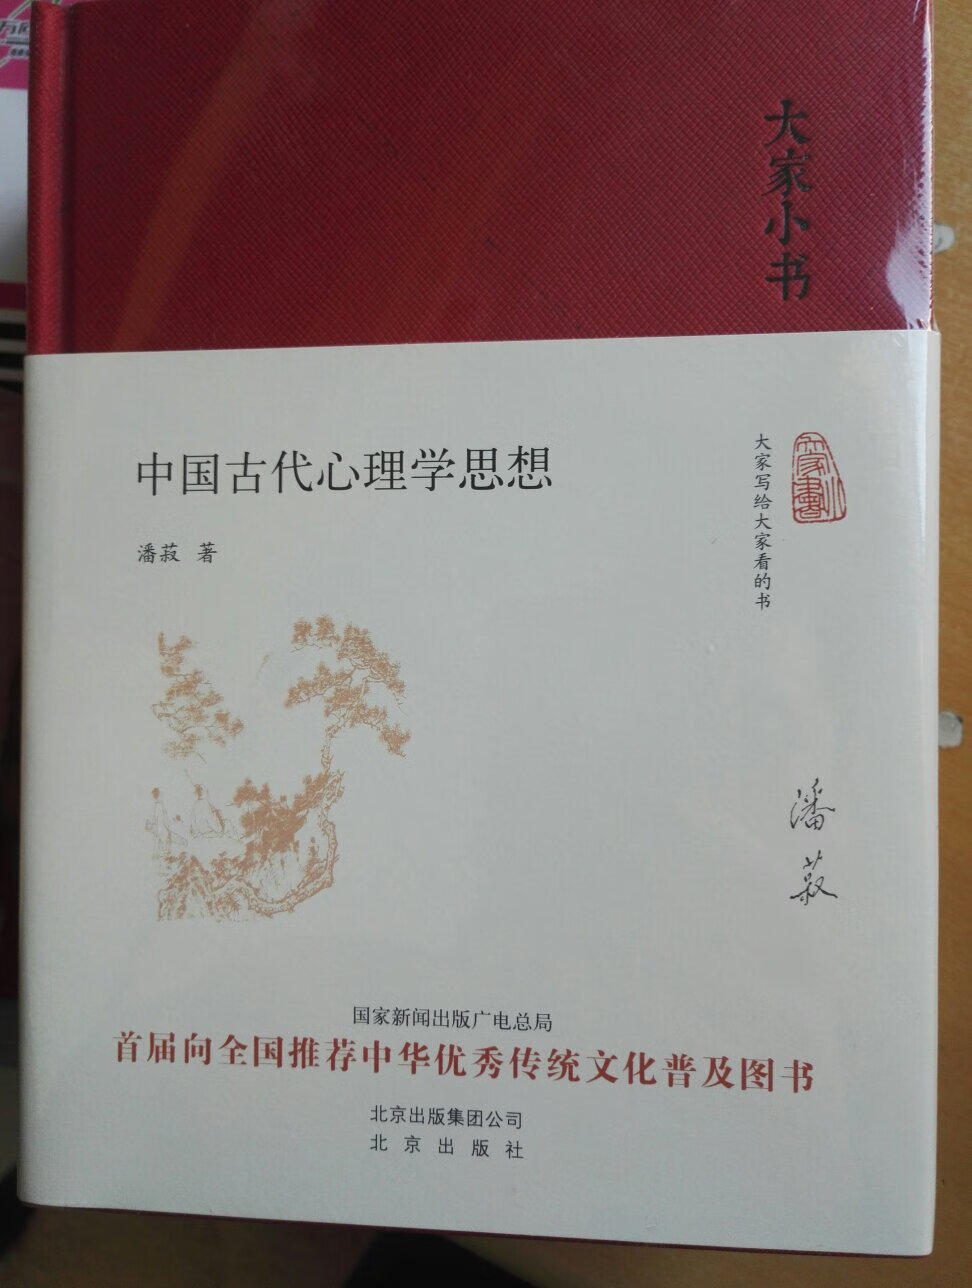 大家小书
中国古代心理学思想
潘菽 著
大家写给大家看的书
潘菽
国家新闻出版广电总局
首届向全国推荐中华优秀传统文化普及图书
北京出版集团公司
北京出版社